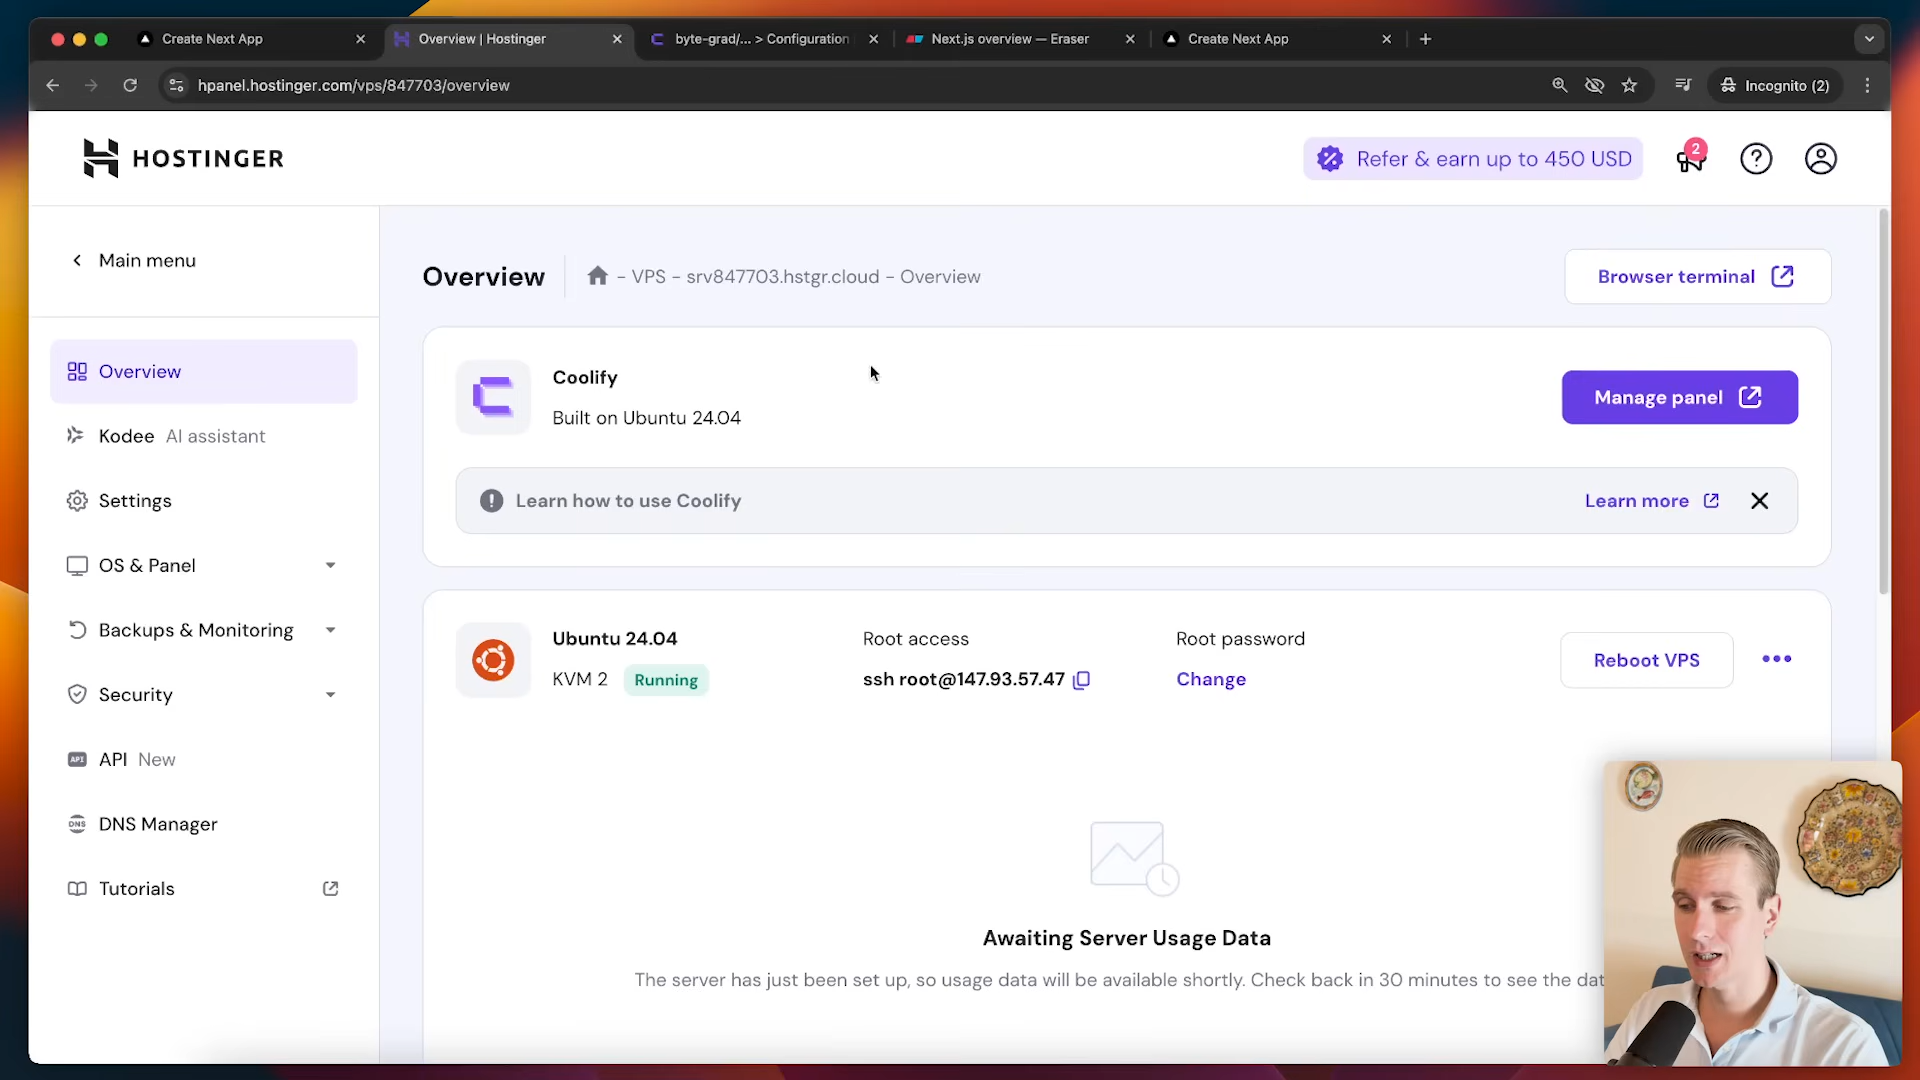 Create Next App
Overview | Hostinger
byte-grad/... > Configuration
Next.js overview — Eraser
Create Next App
hpanel.hostinger.com/vps/847703/overview
Incognito (2)
HOSTINGER
Refer & earn up to 450 USD
2
Main menu
Overview
– VPS – srv847703.hstgr.cloud – Overview
Browser terminal
Overview
Kodee AI assistant
Settings
OS & Panel
Backups & Monitoring
Security
API New
DNS Manager
Tutorials
Coolify
Built on Ubuntu 24.04
Manage panel
Learn how to use Coolify
Learn more
Ubuntu 24.04
KVM 2 Running
Root access
ssh root@147.93.57.47
Root password
Change
Reboot VPS
Awaiting Server Usage Data
The server has just been set up, so usage data will be available shortly. Check back in 30 minutes to see the